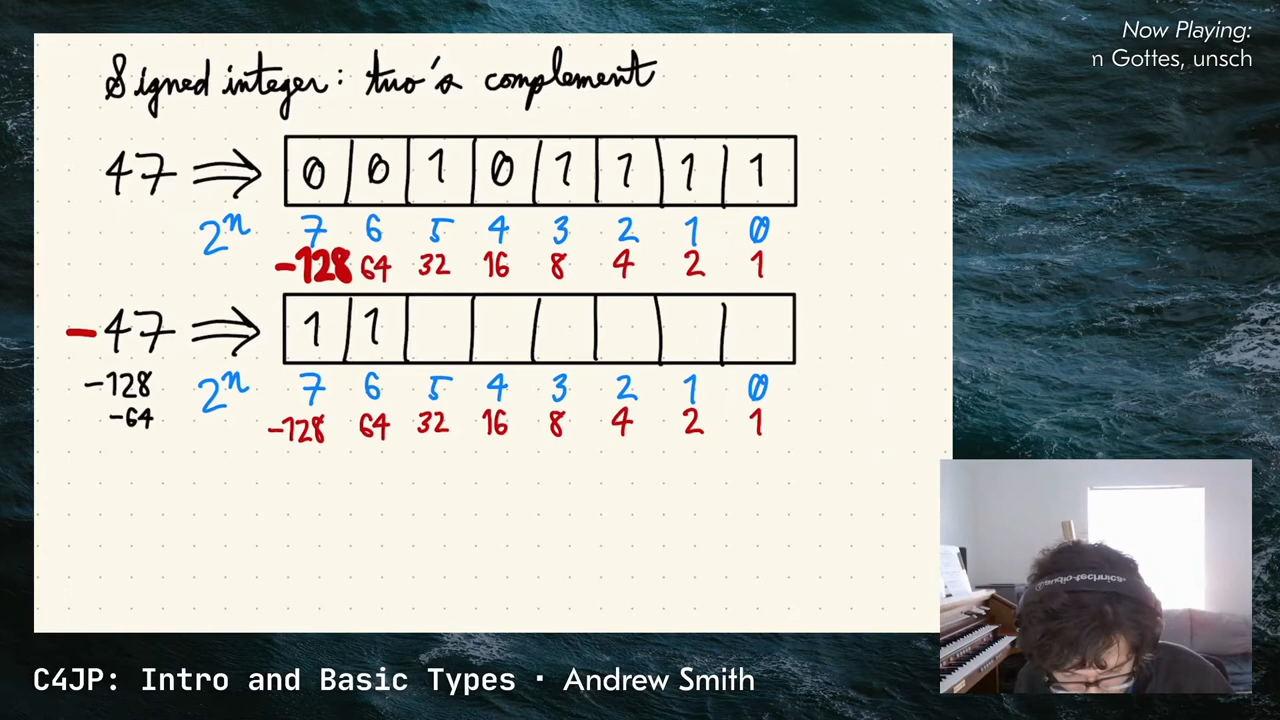 Now Playing:
n Gottes, unsch
Signed integer: two's complement
47 ⇒ 0 0 1 0 1 1 1 1
2ⁿ 7 6 5 4 3 2 1 0
-128 64 32 16 8 4 2 1
-47 ⇒ 1 1
-128 2ⁿ 7 6 5 4 3 2 1 0
-64 -128 64 32 16 8 4 2 1
audio-technica
C4JP: Intro and Basic Types · Andrew Smith